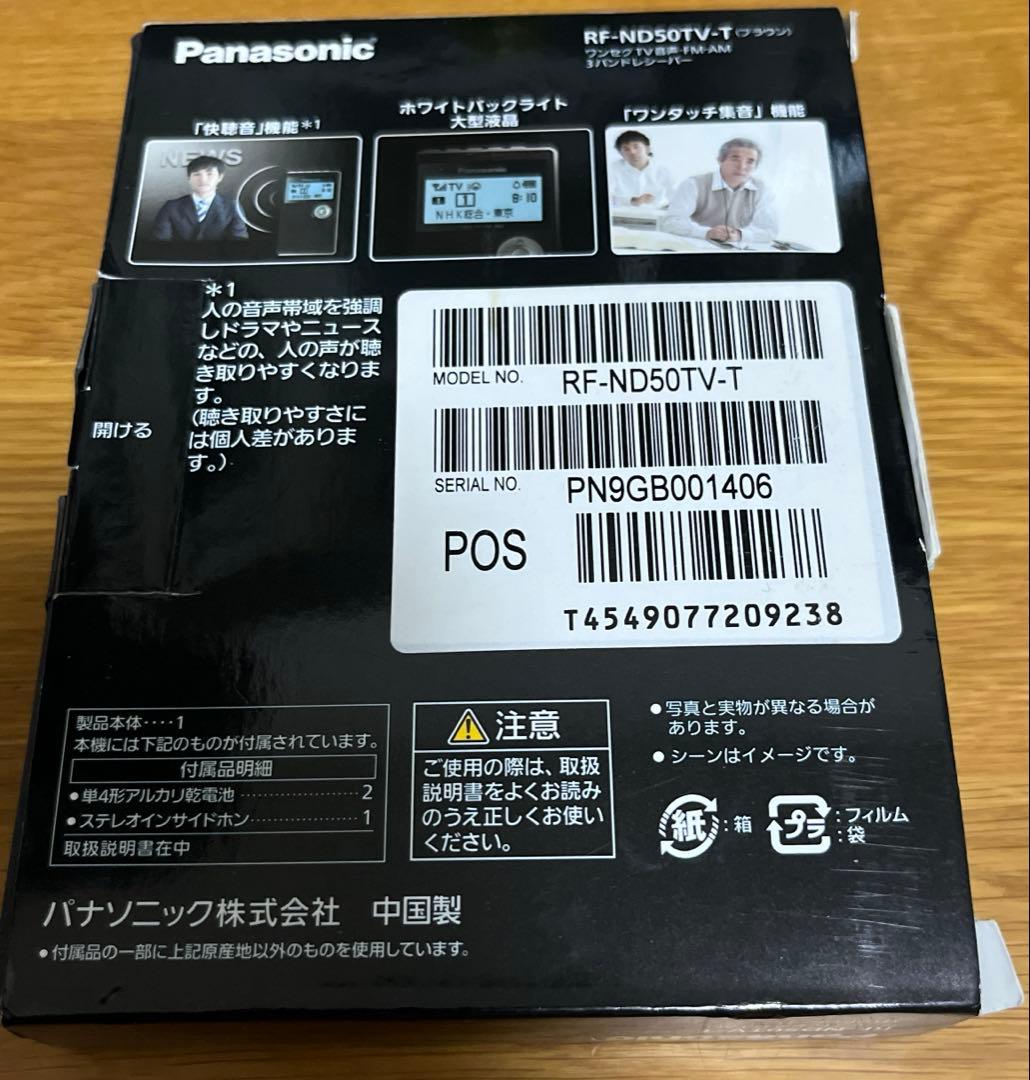 Panasonic
RF-ND50TV-T(ブラウン)
ワンセグTV音声-FM-AM
3バンドレシーバー
「快聴音」機能*1
ホワイトバックライト
大型液晶
「ワンタッチ集音」機能
NEWS
Panasonic
TV
1
8:10
NHK総合・東京
*1
人の音声帯域を強調
しドラマやニュース
などの、人の声が聴
き取りやすくなりま
す。
(聴き取りやすさに
は個人差がありま
す。)
開ける
MODEL NO. RF-ND50TV-T
SERIAL NO. PN9GB001406
POS
T4549077209238
製品本体････1
本機には下記のものが付属されています。
付属品明細
●単4形アルカリ乾電池 ･････････････････････ 2
●ステレオインサイドホン･･････････････････ 1
取扱説明書在中
注意
ご使用の際は、取扱
説明書をよくお読み
のうえ正しくお使い
ください。
●写真と実物が異なる場合が
あります。
●シーンはイメージです。
紙:箱
プラ:フィルム
:袋
パナソニック株式会社 中国製
●付属品の一部に上記原産地以外のものを使用しています。